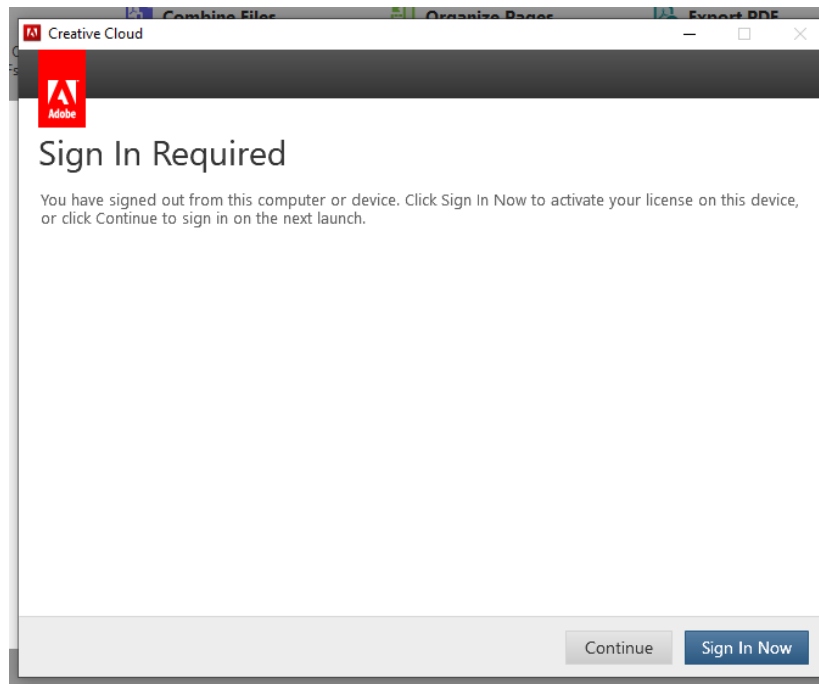 Combine Files Organize Pages Export PDF
Creative Cloud
Adobe
Sign In Required
You have signed out from this computer or device. Click Sign In Now to activate your license on this device,
or click Continue to sign in on the next launch.
Continue Sign In Now